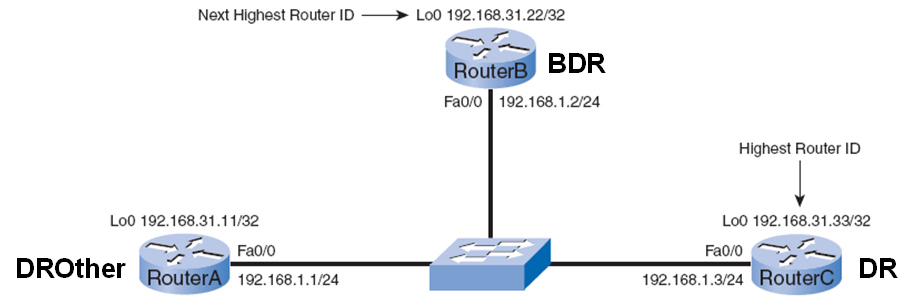 Next Highest Router ID
Lo0 192.168.31.22/32
RouterB
BDR
Fa0/0
192.168.1.2/24
Highest Router ID
Lo0 192.168.31.11/32
Lo0 192.168.31.33/32
DROther
RouterA
Fa0/0
192.168.1.1/24
Fa0/0
192.168.1.3/24
RouterC
DR